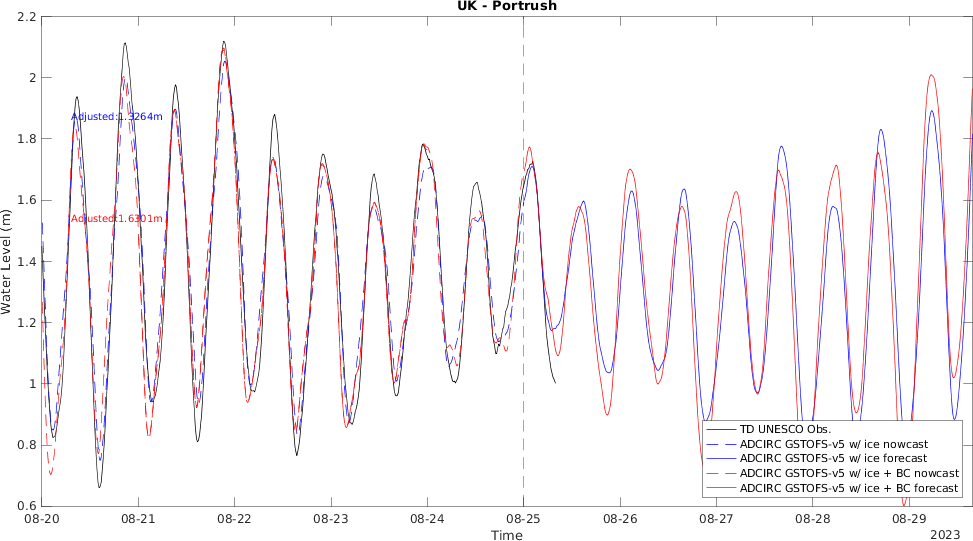 UK - Portrush
2.2
2
1.8
1.6
1.4
1.2
1
0.8
0.6
Water Level (m)
Adjusted:1.3264m
Adjusted:1.6301m
TD UNESCO Obs.
ADCIRC GSTOFS-v5 w/ ice nowcast
ADCIRC GSTOFS-v5 w/ ice forecast
ADCIRC GSTOFS-v5 w/ ice + BC nowcast
ADCIRC GSTOFS-v5 w/ ice + BC forecast
08-20 08-21 08-22 08-23 08-24 08-25 08-26 08-27 08-28 08-29
Time
2023